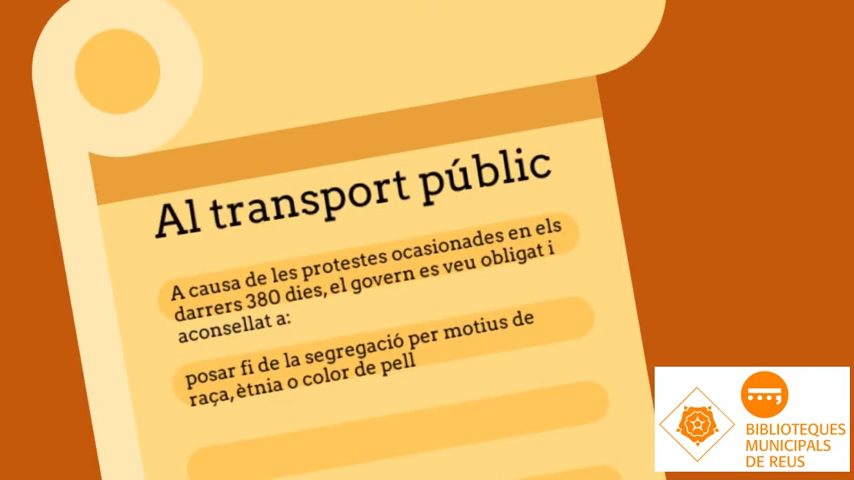 Al transport públic
A causa de les protestes ocasionades en els
darrers 380 dies, el govern es veu obligat i
aconsellat a:
posar fi de la segregació per motius de
raça, ètnia o color de pell
BIBLIOTEQUES
MUNICIPALS
DE REUS